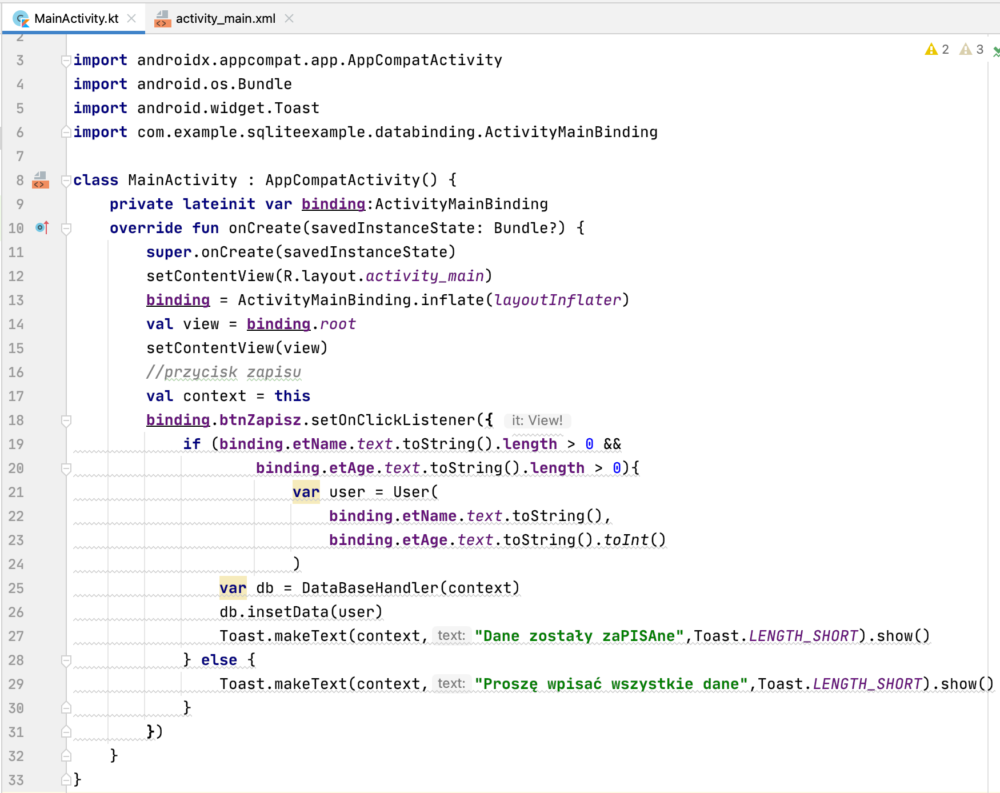 MainActivity.kt activity_main.xml
2
2 3
3 import androidx.appcompat.app.AppCompatActivity
4 import android.os.Bundle
5 import android.widget.Toast
6 import com.example.sqliteexample.databinding.ActivityMainBinding
7
8 class MainActivity : AppCompatActivity() {
9 private lateinit var binding:ActivityMainBinding
10 override fun onCreate(savedInstanceState: Bundle?) {
11 super.onCreate(savedInstanceState)
12 setContentView(R.layout.activity_main)
13 binding = ActivityMainBinding.inflate(layoutInflater)
14 val view = binding.root
15 setContentView(view)
16 //przycisk zapisu
17 val context = this
18 binding.btnZapisz.setOnClickListener({ it: View!
19 if (binding.etName.text.toString().length > 0 &&
20 binding.etAge.text.toString().length > 0){
21 var user = User(
22 binding.etName.text.toString(),
23 binding.etAge.text.toString().toInt()
24 )
25 var db = DataBaseHandler(context)
26 db.insetData(user)
27 Toast.makeText(context, text: "Dane zostały zaPISAne",Toast.LENGTH_SHORT).show()
28 } else {
29 Toast.makeText(context, text: "Proszę wpisać wszystkie dane",Toast.LENGTH_SHORT).show()
30 }
31 })
32 }
33 }